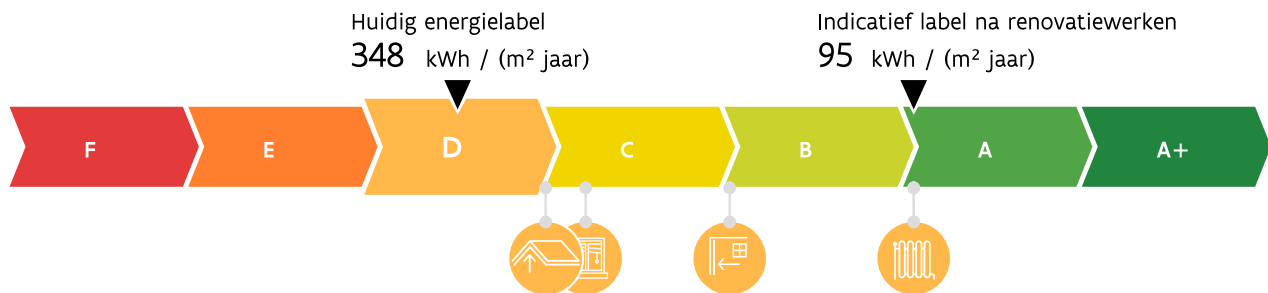 Huidig energielabel
348 kWh / (m² jaar)
Indicatief label na renovatiewerken
95 kWh / (m² jaar)
F E D C B A A+